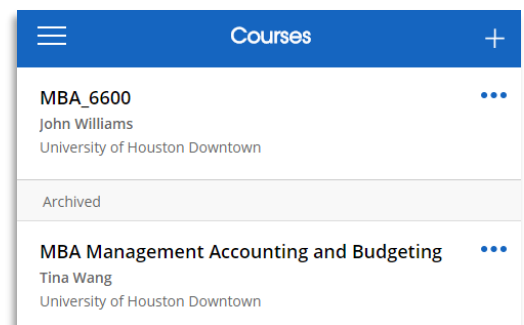 Courses
MBA_6600
John Williams
University of Houston Downtown
Archived
MBA Management Accounting and Budgeting
Tina Wang
University of Houston Downtown